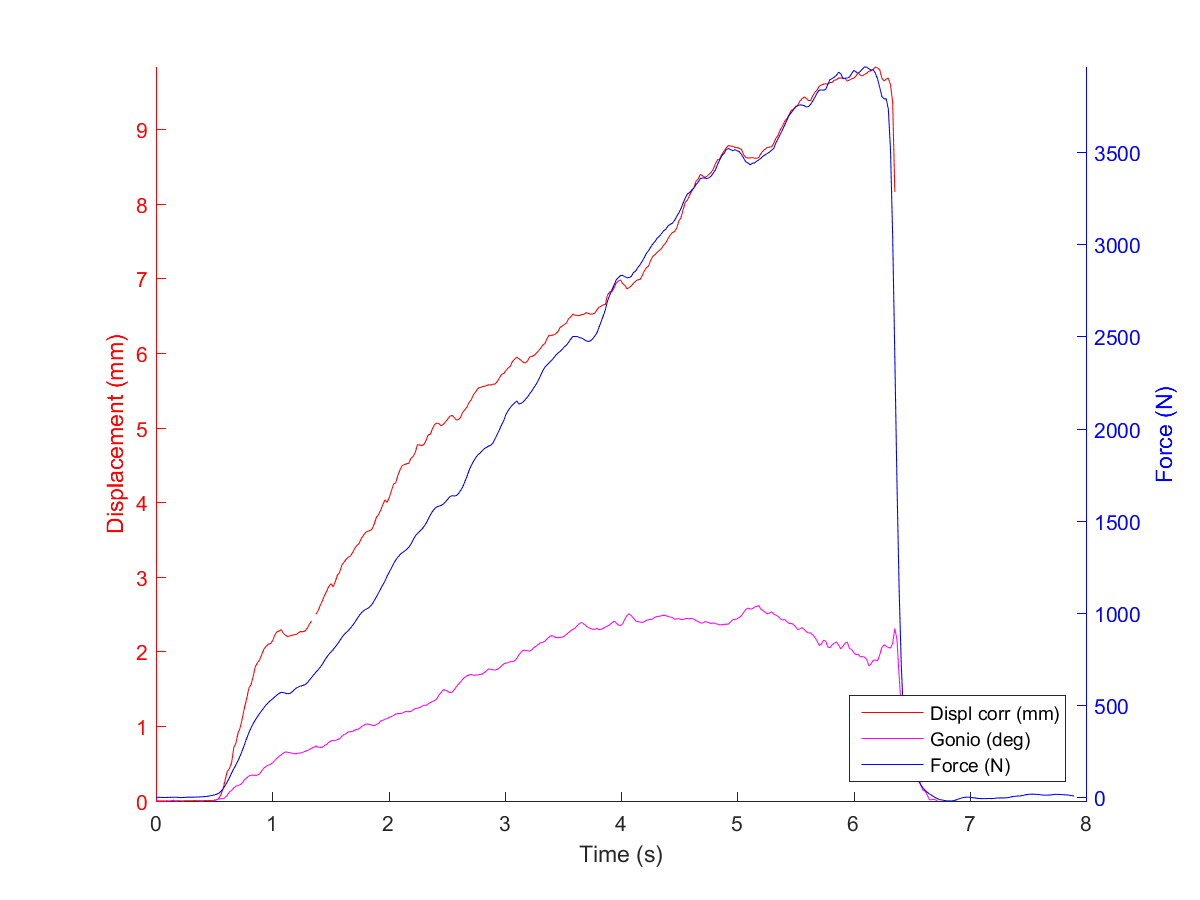 Displacement (mm)
9
8
7
6
5
4
3
2
1
0
3500
3000
2500
2000
1500
1000
500
0
Force (N)
Displ corr (mm)
Gonio (deg)
Force (N)
0 1 2 3 4 5 6 7 8
Time (s)